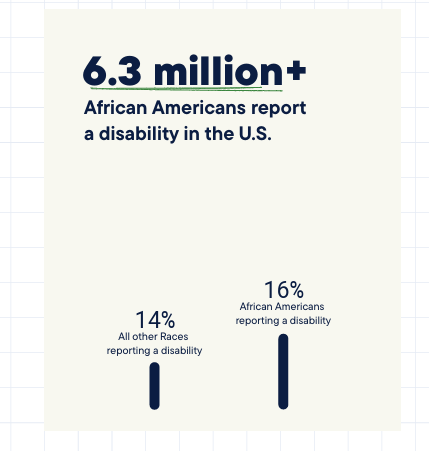 6.3 million+
African Americans report
a disability in the U.S.
14%
All other Races
reporting a disability
16%
African Americans
reporting a disability